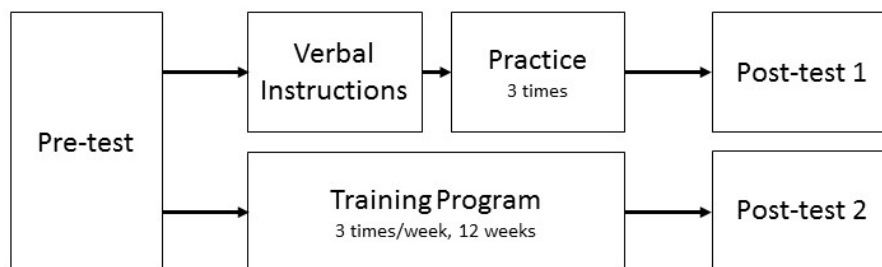 Pre-test
Verbal
Instructions
Practice
3 times
Post-test 1
Training Program
3 times/week, 12 weeks
Post-test 2